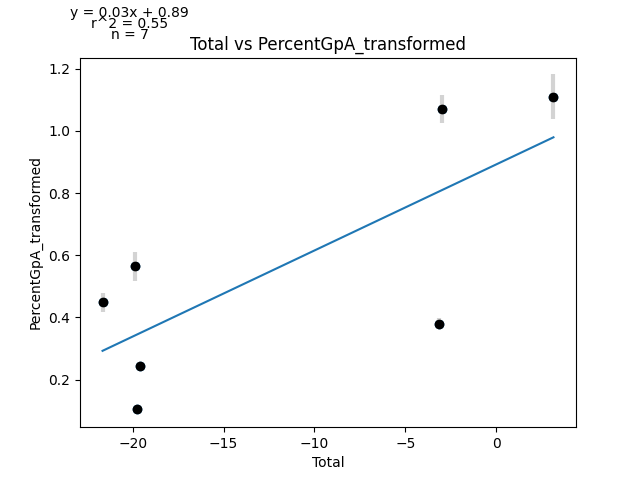 y = 0.03x + 0.89
r^2 = 0.55
n = 7
Total vs PercentGpA_transformed
1.2
1.0
0.8
0.6
0.4
0.2
PercentGpA_transformed
−20
−15
−10
−5
0
Total